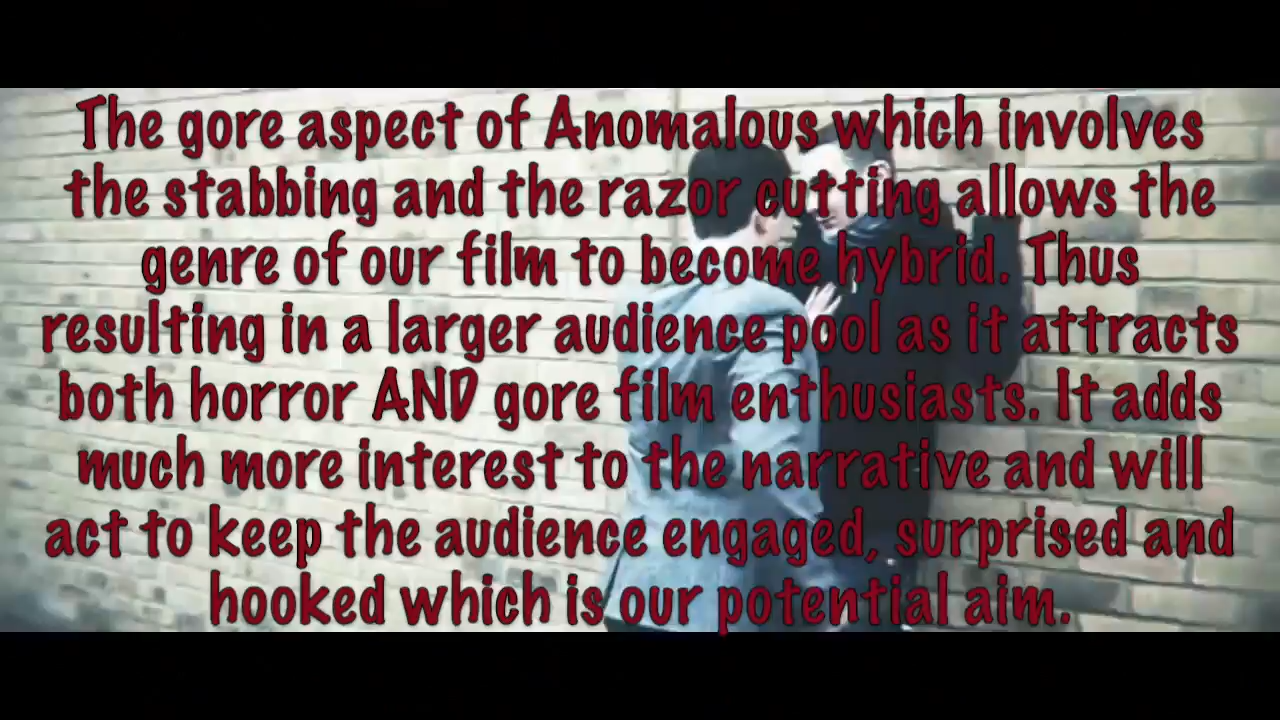 The gore aspect of Anomalous which involves
the stabbing and the razor cutting allows the
genre of our film to become hybrid. Thus
resulting in a larger audience pool as it attracts
both horror AND gore film enthusiasts. It adds
much more interest to the narrative and will
act to keep the audience engaged, surprised and
hooked which is our potential aim.